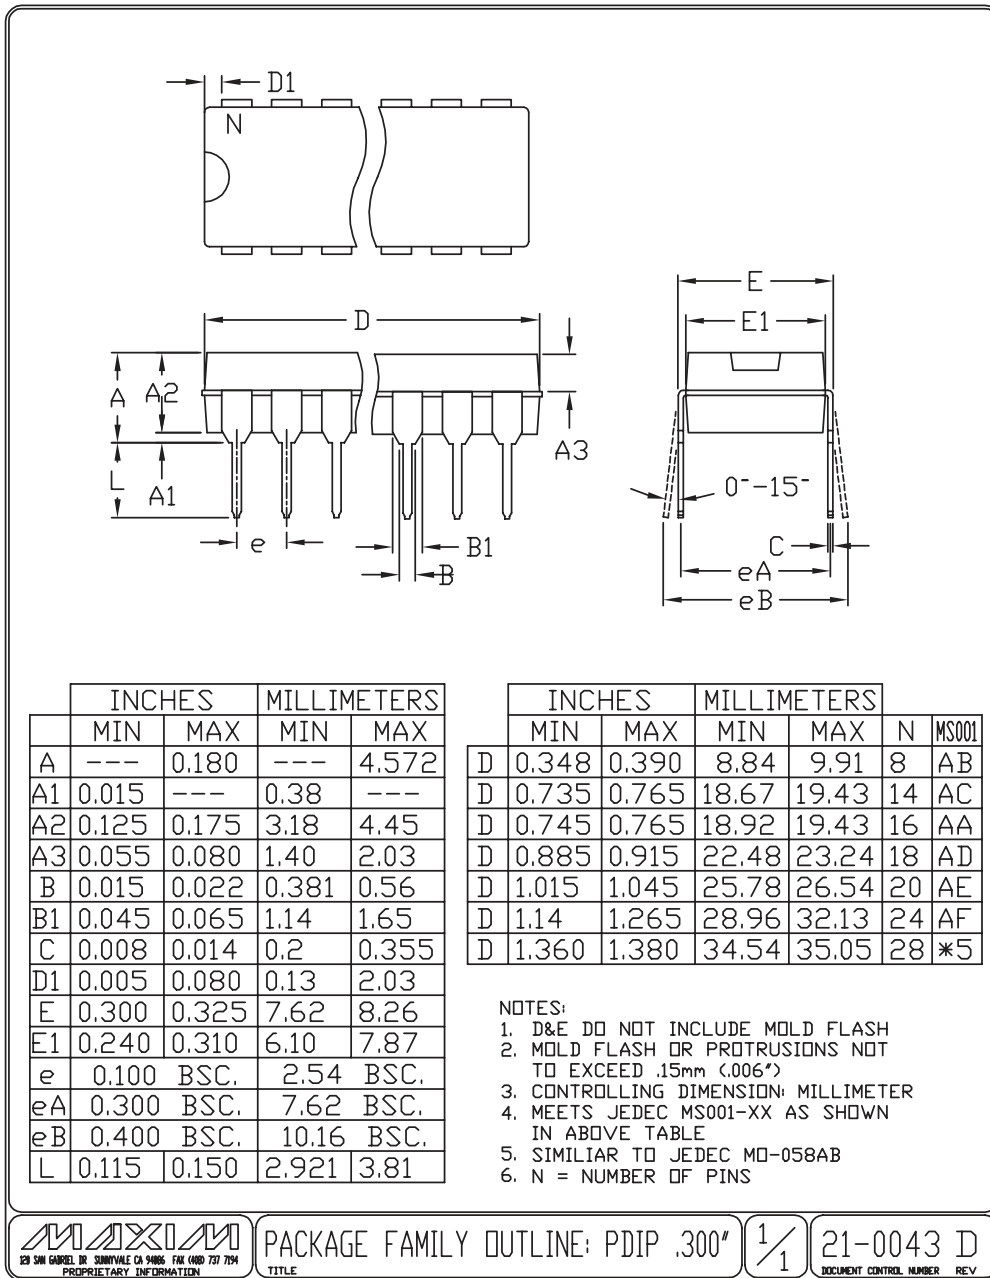 D1
N
D
E
E1
A
A2
A3
L
A1
0°-15°
e
B1
B
C
eA
eB
INCHES MILLIMETERS
MIN MAX MIN MAX
A --- 0.180 --- 4.572
A1 0.015 --- 0.38 ---
A2 0.125 0.175 3.18 4.45
A3 0.055 0.080 1.40 2.03
B 0.015 0.022 0.381 0.56
B1 0.045 0.065 1.14 1.65
C 0.008 0.014 0.2 0.355
D1 0.005 0.080 0.13 2.03
E 0.300 0.325 7.62 8.26
E1 0.240 0.310 6.10 7.87
e 0.100 BSC. 2.54 BSC.
eA 0.300 BSC. 7.62 BSC.
eB 0.400 BSC. 10.16 BSC.
L 0.115 0.150 2.921 3.81
INCHES MILLIMETERS
MIN MAX MIN MAX N MS001
D 0.348 0.390 8.84 9.91 8 AB
D 0.735 0.765 18.67 19.43 14 AC
D 0.745 0.765 18.92 19.43 16 AA
D 0.885 0.915 22.48 23.24 18 AD
D 1.015 1.045 25.78 26.54 20 AE
D 1.14 1.265 28.96 32.13 24 AF
D 1.360 1.380 34.54 35.05 28 *5
NOTES:
1. D&E DO NOT INCLUDE MOLD FLASH
2. MOLD FLASH OR PROTRUSIONS NOT
TO EXCEED .15mm (.006")
3. CONTROLLING DIMENSION: MILLIMETER
4. MEETS JEDEC MS001-XX AS SHOWN
IN ABOVE TABLE
5. SIMILIAR TO JEDEC MO-058AB
6. N = NUMBER OF PINS
MAXIM
120 SAN GABRIEL DR SUNNYVALE CA 94086 FAX (408) 737 7194
PROPRIETARY INFORMATION
PACKAGE FAMILY OUTLINE: PDIP .300"
TITLE
1/1
21-0043 D
DOCUMENT CONTROL NUMBER REV